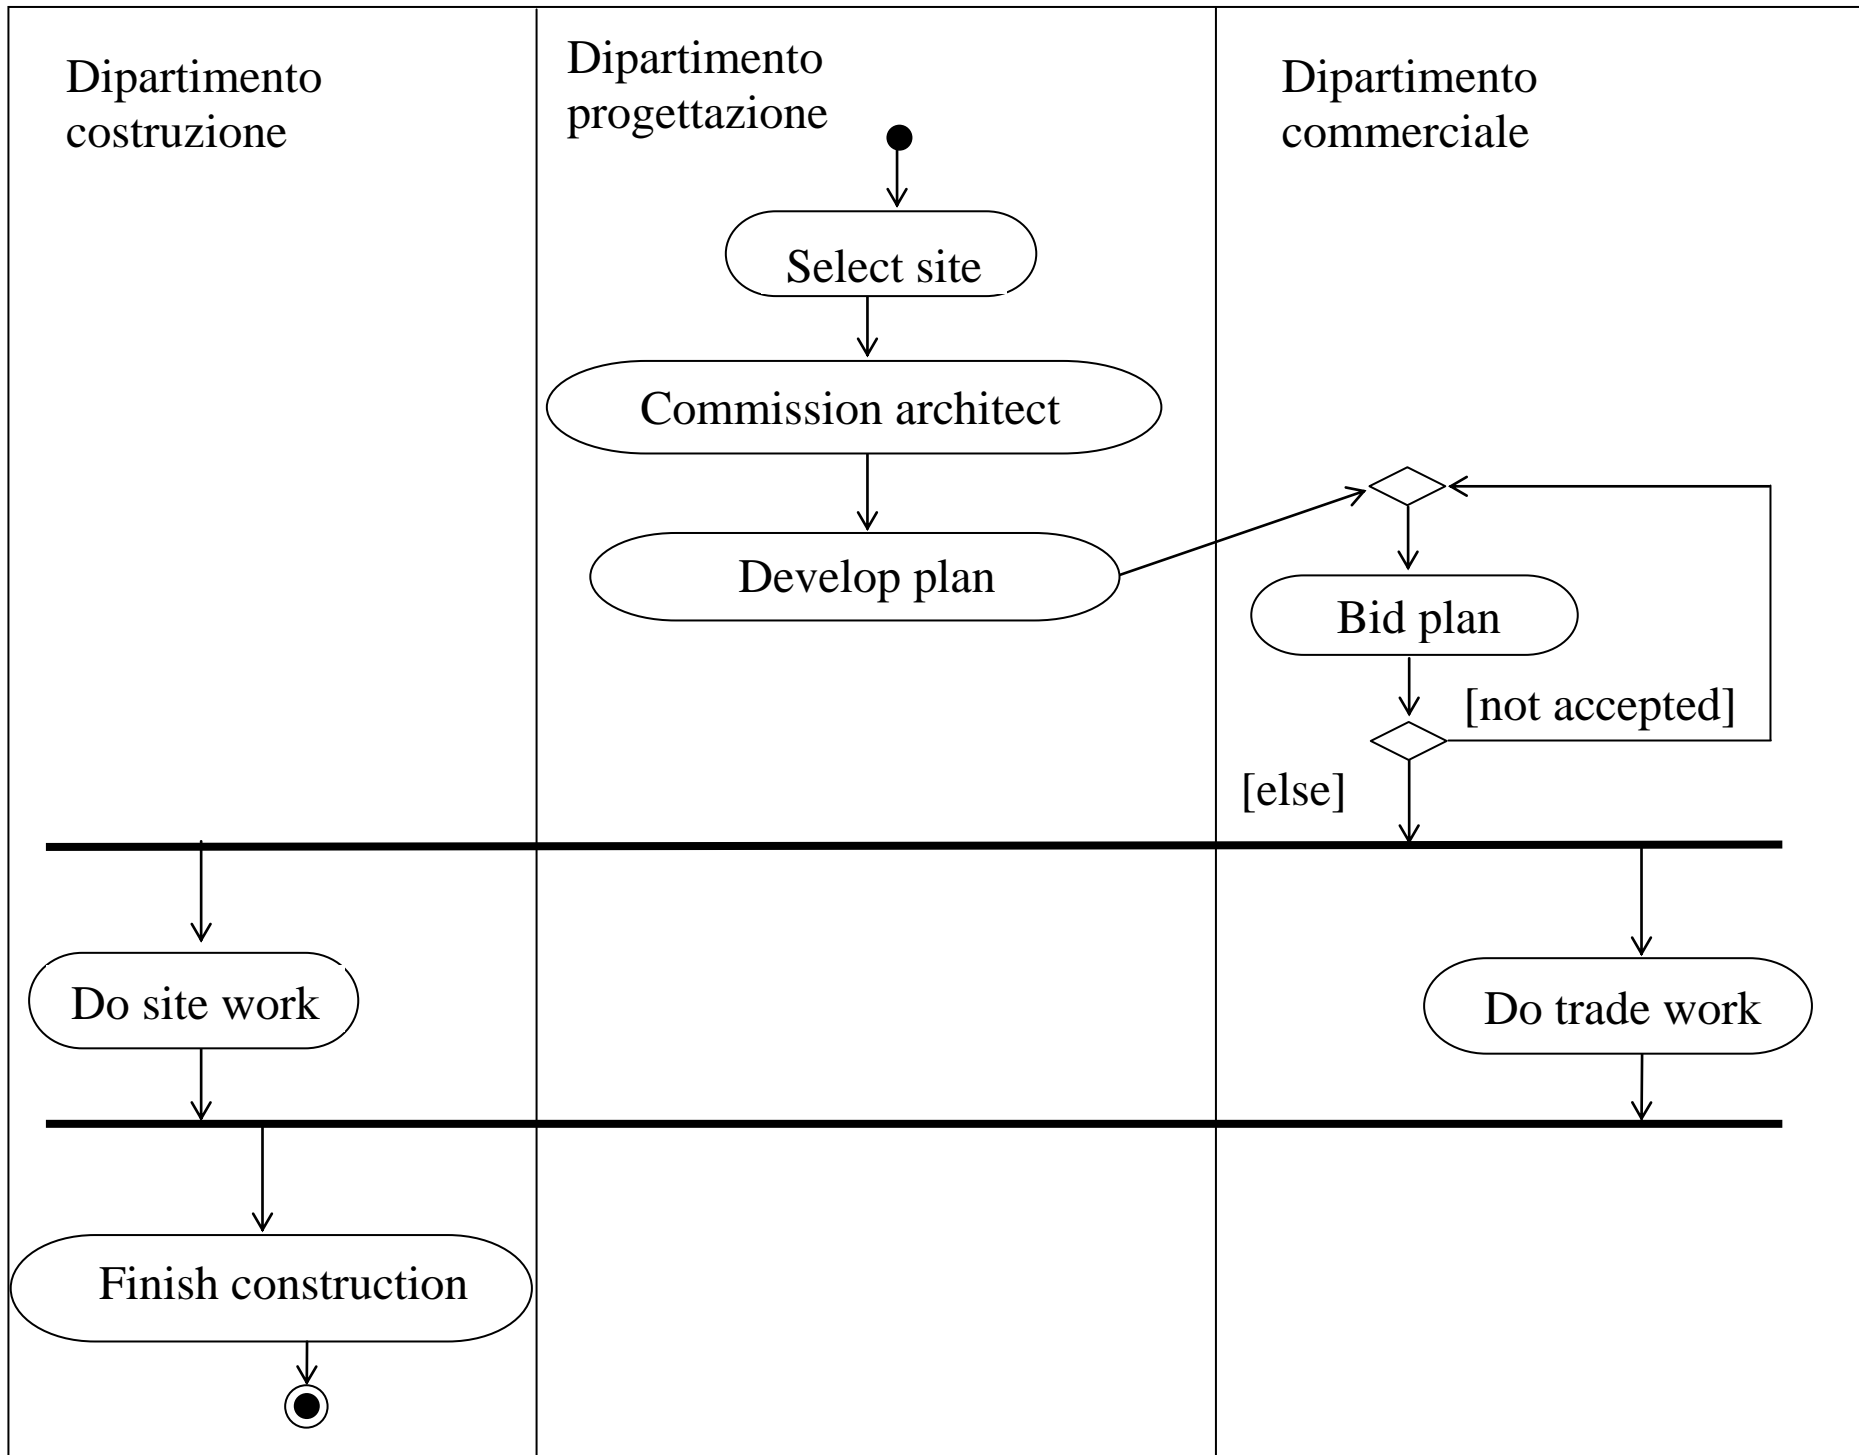 Dipartimento
costruzione
Dipartimento
progettazione
Dipartimento
commerciale
Select site
Commission architect
Develop plan
Bid plan
[not accepted]
[else]
Do site work
Do trade work
Finish construction